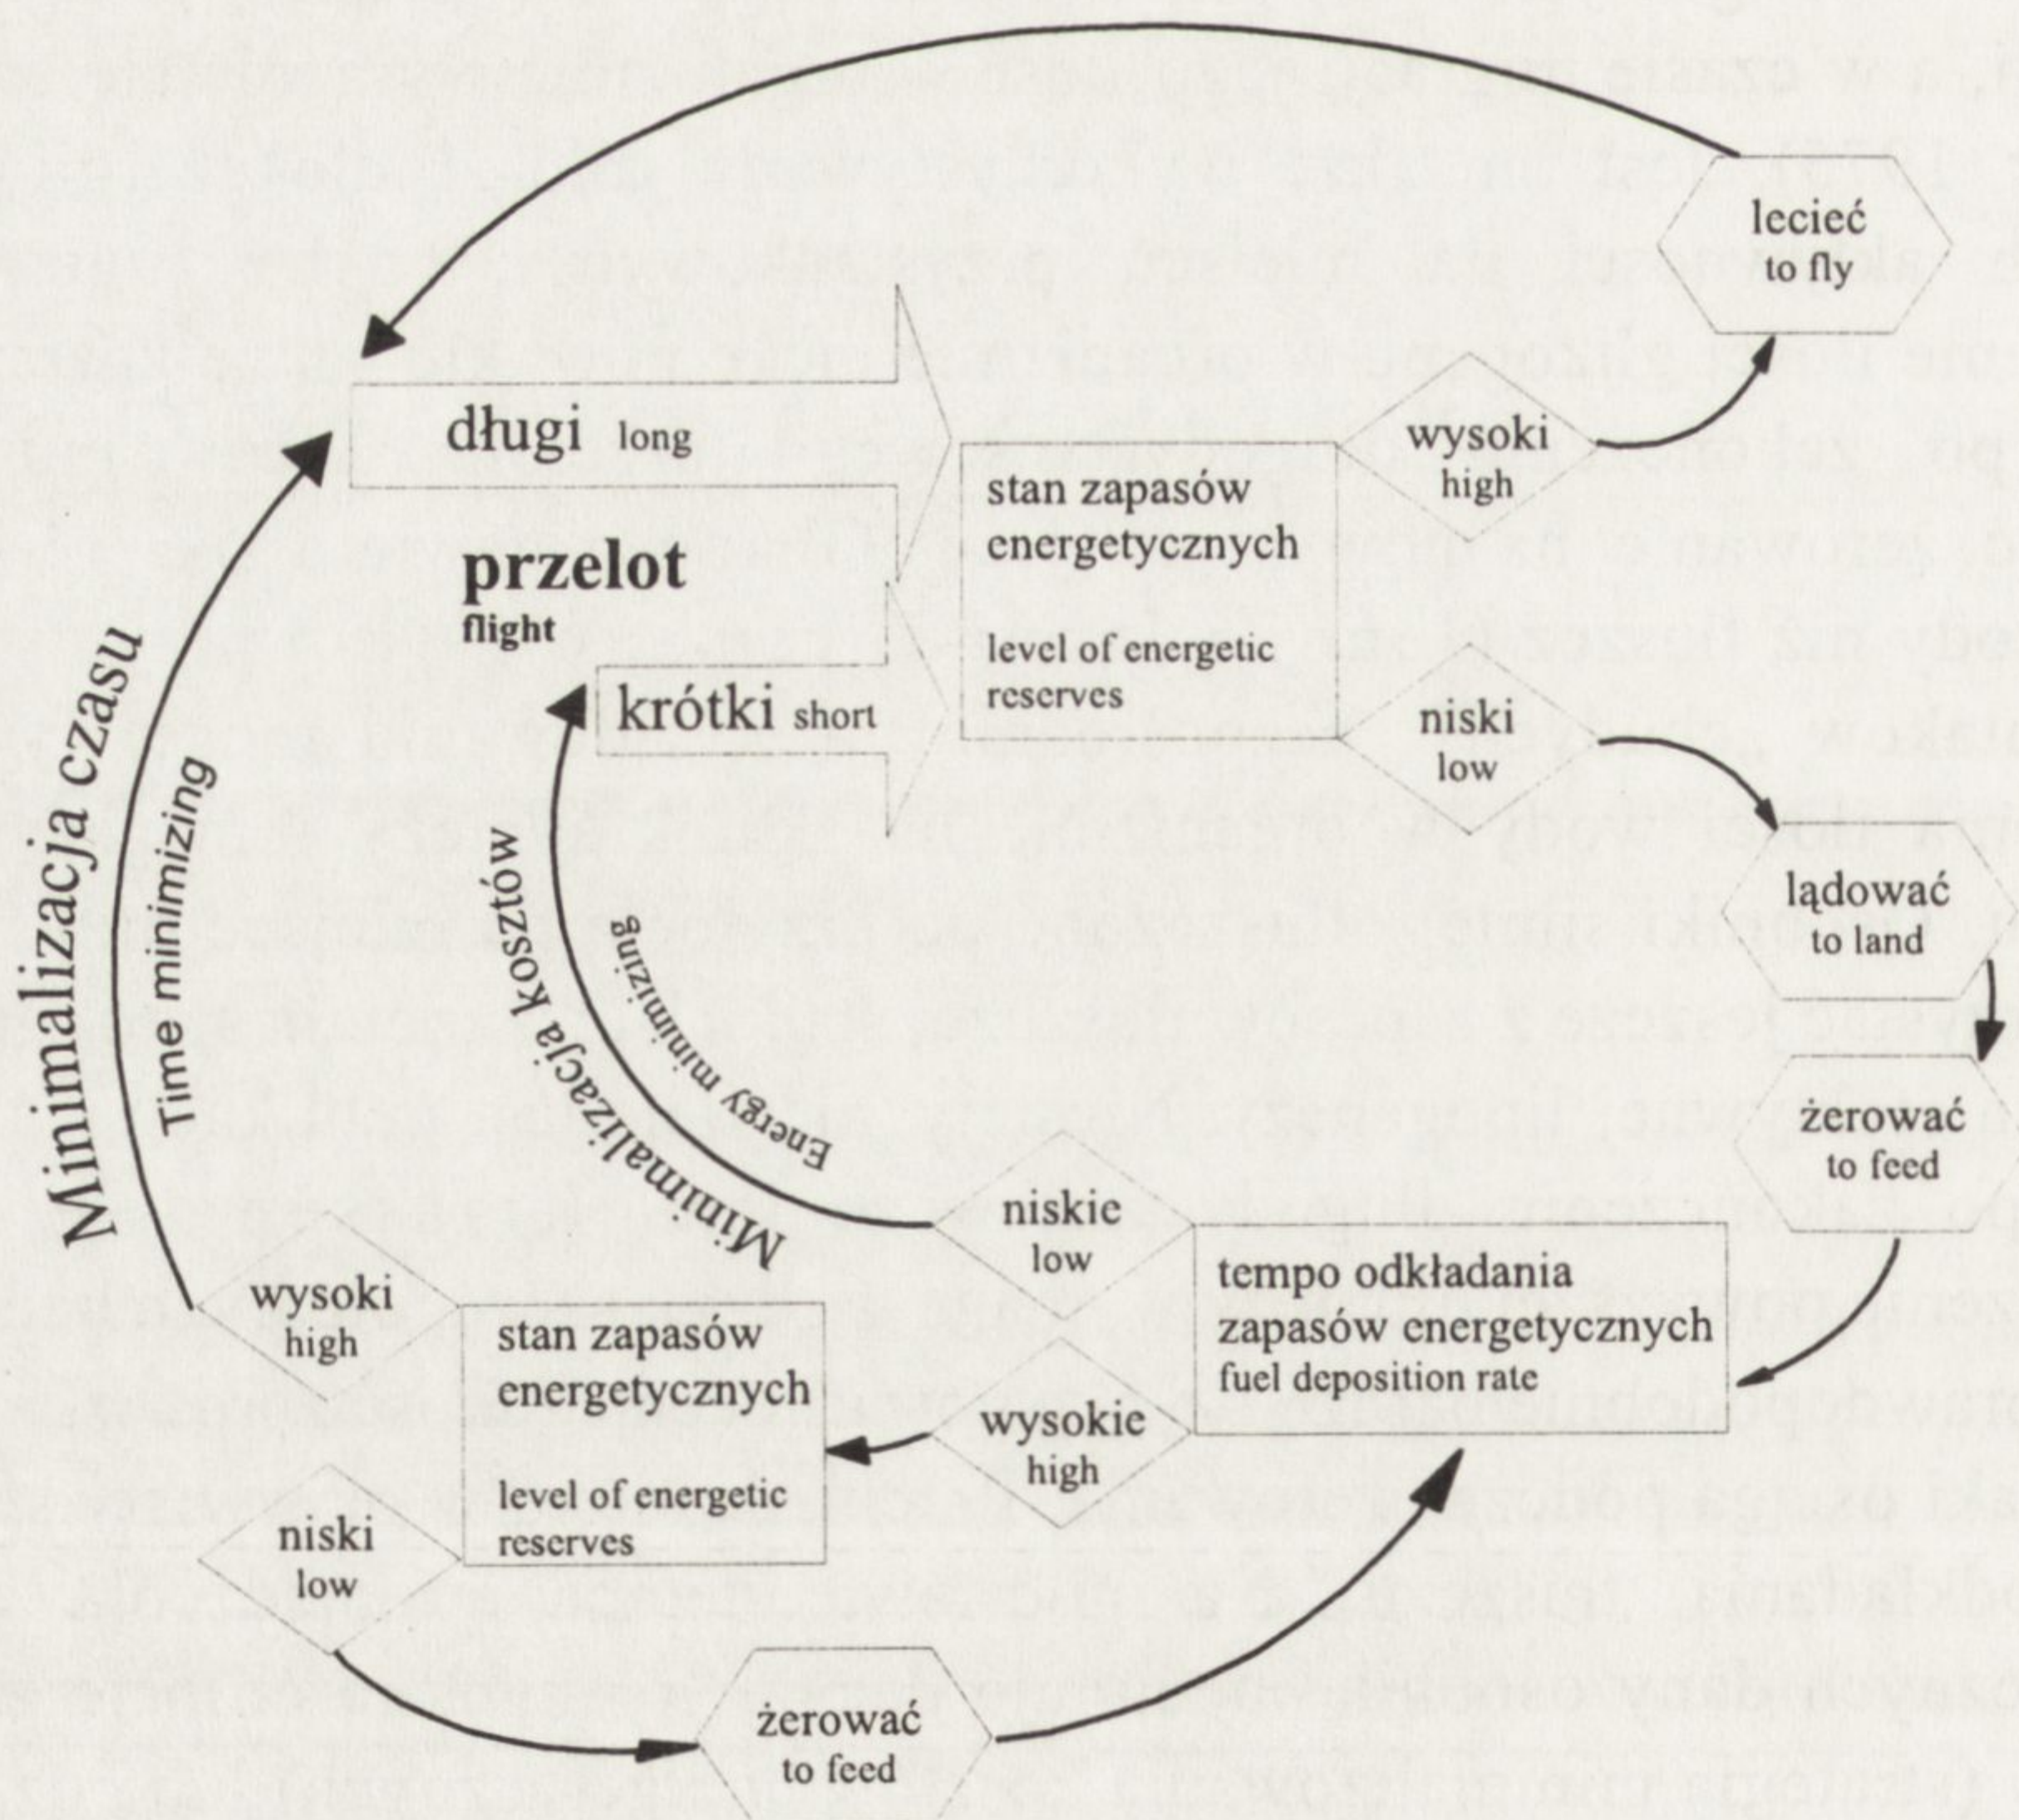 lecieć
to fly
długi long
wysoki
high
stan zapasów
energetycznych
level of energetic
reserves
przelot
flight
krótki short
niski
low
lądować
to land
żerować
to feed
Minimalizacja czasu
Time minimizing
Minimalizacja kosztów
Energy minimizing
niskie
low
tempo odkładania
zapasów energetycznych
fuel deposition rate
wysokie
high
wysoki
high
stan zapasów
energetycznych
level of energetic
reserves
niski
low
żerować
to feed